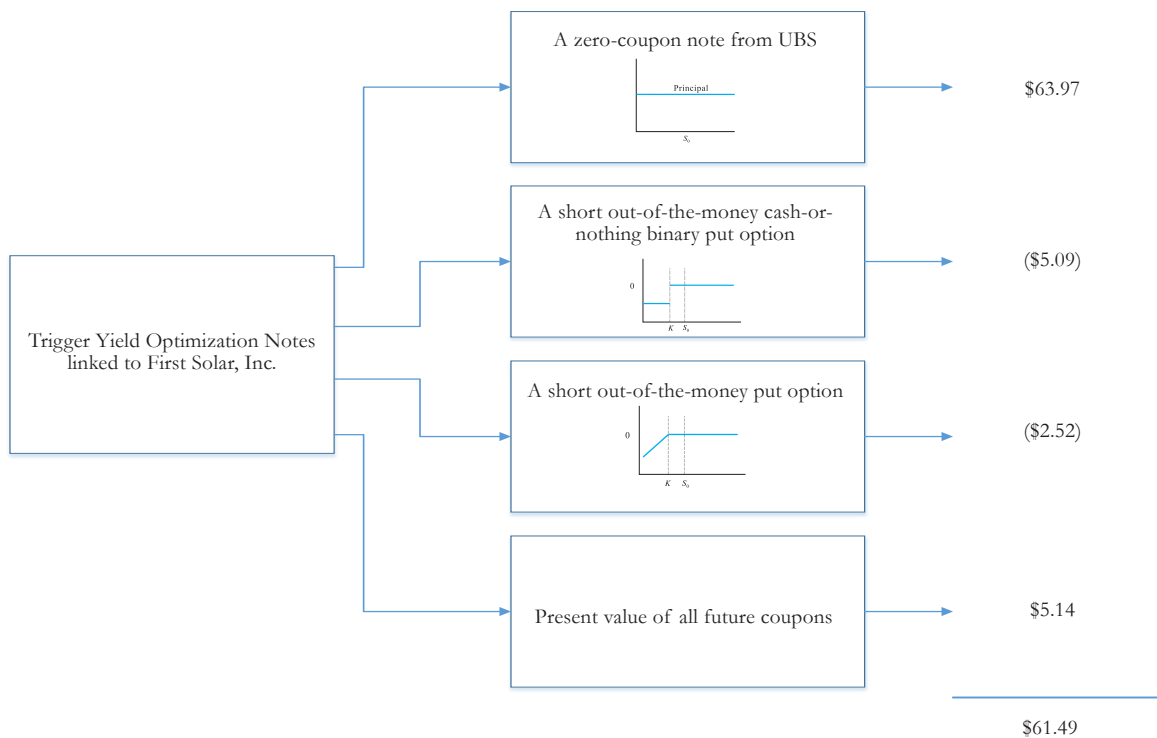 A zero-coupon note from UBS
Principal
S₀
$63.97
A short out-of-the-money cash-or-
nothing binary put option
0
K S₀
($5.09)
Trigger Yield Optimization Notes
linked to First Solar, Inc.
A short out-of-the-money put option
0
K S₀
($2.52)
Present value of all future coupons
$5.14
$61.49